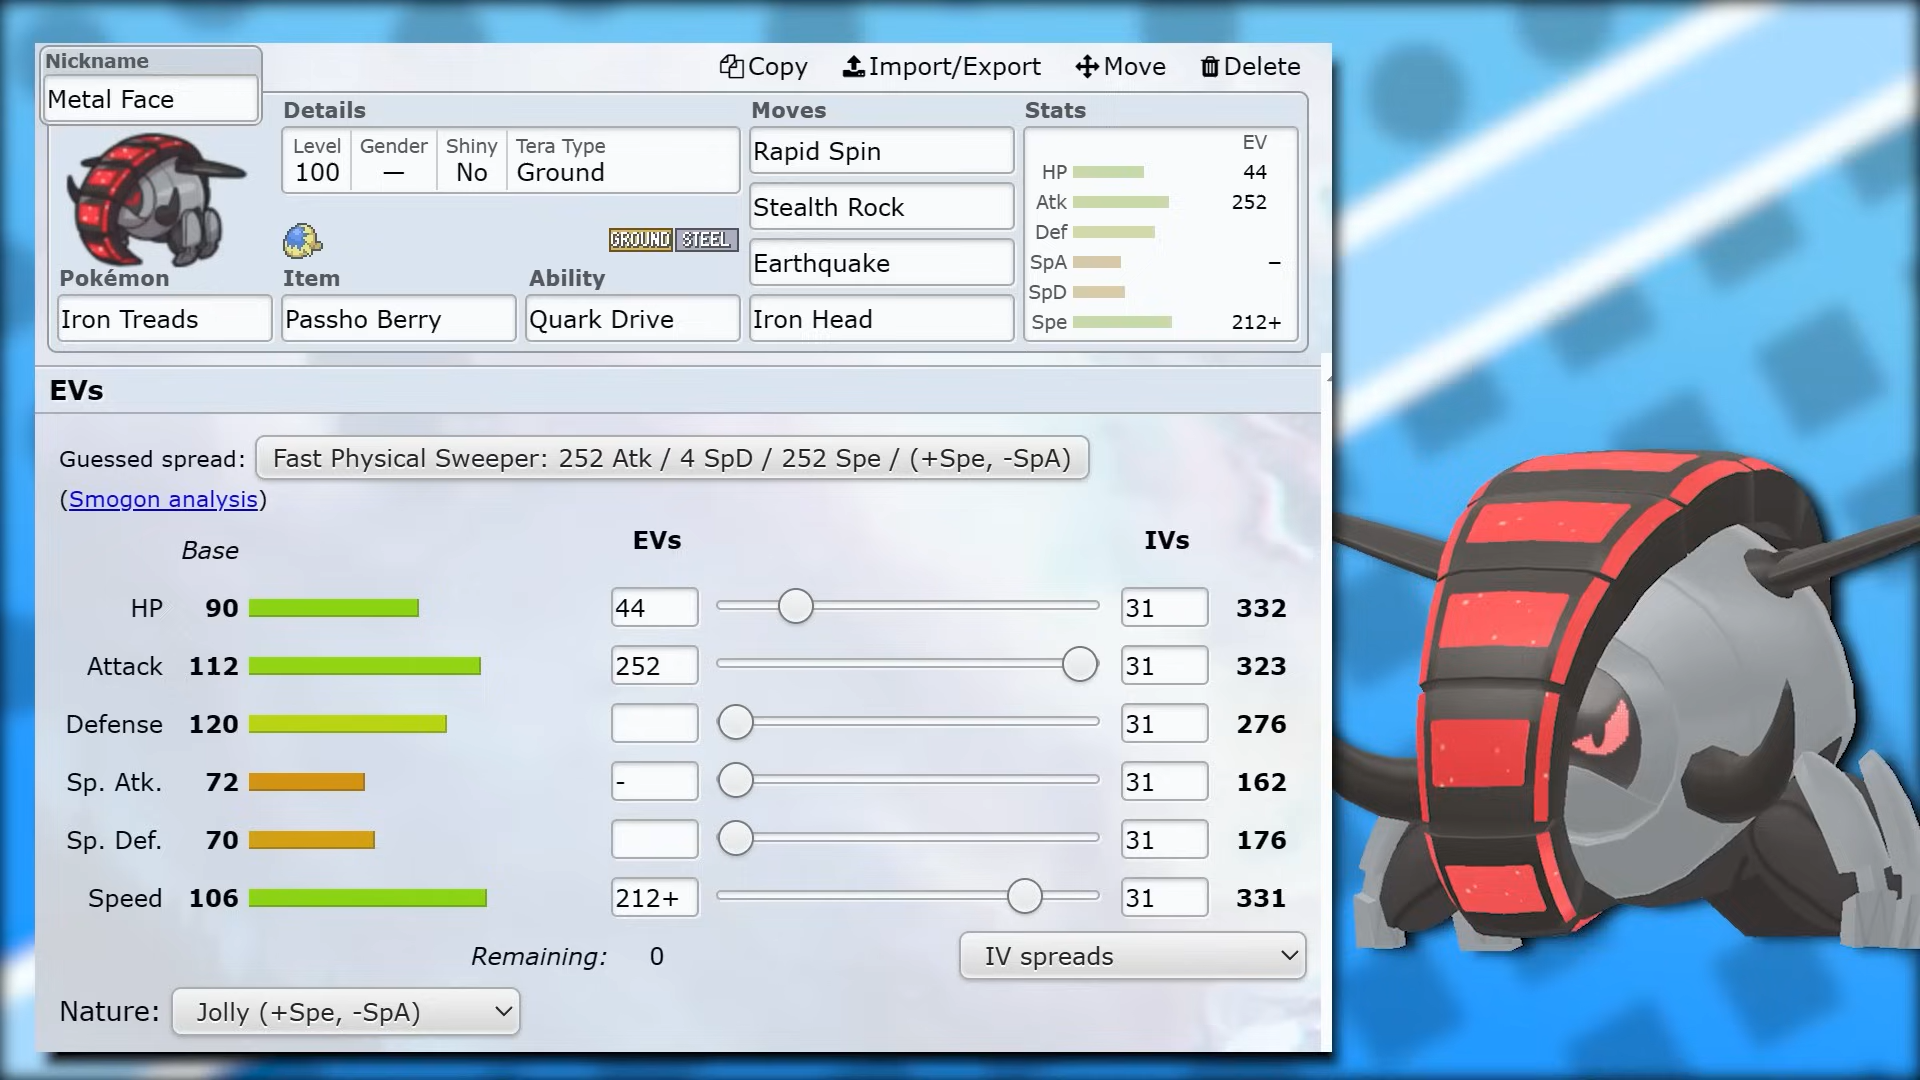 Nickname
Metal Face
Copy Import/Export Move Delete
Details
Level Gender Shiny Tera Type
100 — No Ground
GROUND STEEL
Pokémon Item Ability
Iron Treads Passho Berry Quark Drive
Moves
Rapid Spin
Stealth Rock
Earthquake
Iron Head
Stats
EV
HP 44
Atk 252
Def
SpA –
SpD
Spe 212+
EVs
Guessed spread: Fast Physical Sweeper: 252 Atk / 4 SpD / 252 Spe / (+Spe, -SpA)
(Smogon analysis)
Base EVs IVs
HP 90 44 31 332
Attack 112 252 31 323
Defense 120 31 276
Sp. Atk. 72 - 31 162
Sp. Def. 70 31 176
Speed 106 212+ 31 331
Remaining: 0 IV spreads
Nature: Jolly (+Spe, -SpA)